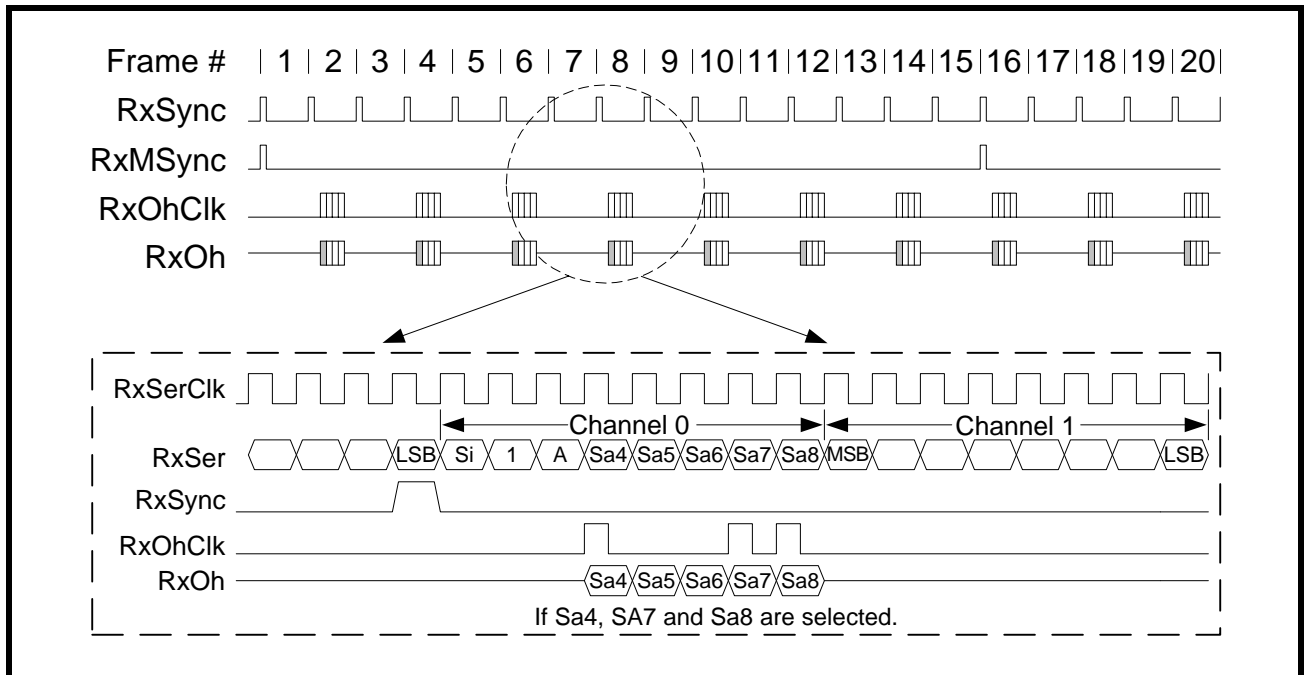 Frame # 1 2 3 4 5 6 7 8 9 10 11 12 13 14 15 16 17 18 19 20
RxSync
RxMSync
RxOhClk
RxOh
RxSerClk
Channel 0 Channel 1
RxSer LSB Si 1 A Sa4 Sa5 Sa6 Sa7 Sa8 MSB LSB
RxSync
RxOhClk
RxOh Sa4 Sa5 Sa6 Sa7 Sa8
If Sa4, SA7 and Sa8 are selected.